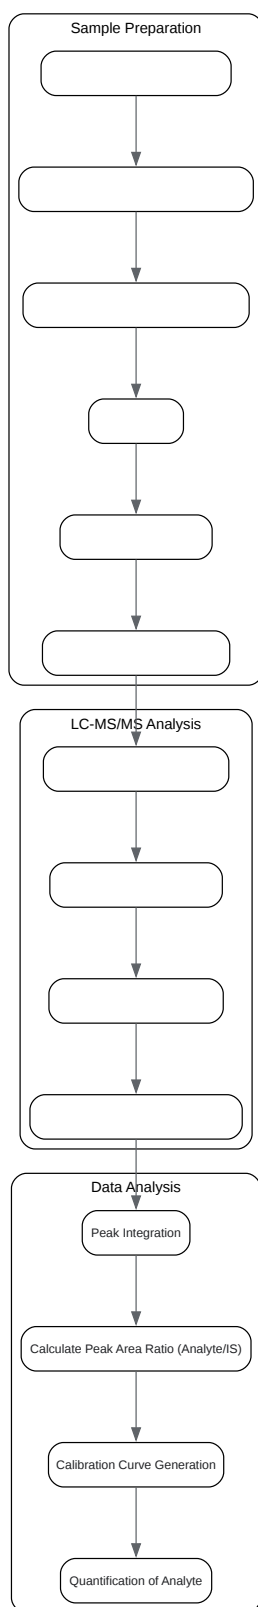 Sample Preparation
LC-MS/MS Analysis
Data Analysis
Peak Integration
Calculate Peak Area Ratio (Analyte/IS)
Calibration Curve Generation
Quantification of Analyte